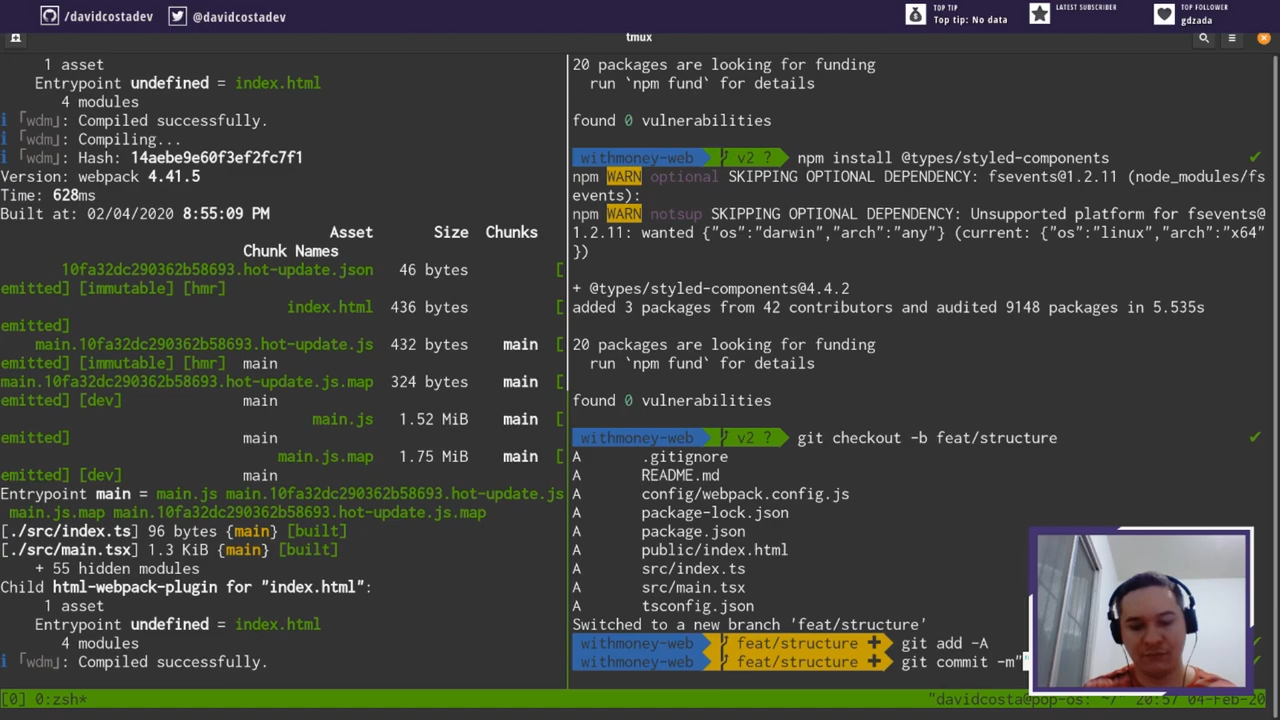 /davidcostadev @davidcostadev
TOP TIP
Top tip: No data
LATEST SUBSCRIBER
TOP FOLLOWER
gdzada
tmux
1 asset
Entrypoint undefined = index.html
4 modules
ℹ ｢wdm｣: Compiled successfully.
ℹ ｢wdm｣: Compiling...
ℹ ｢wdm｣: Hash: 14aebe9e60f3ef2fc7f1
Version: webpack 4.41.5
Time: 628ms
Built at: 02/04/2020 8:55:09 PM
Asset Size Chunks
Chunk Names
10fa32dc290362b58693.hot-update.json 46 bytes [
emitted] [immutable] [hmr]
index.html 436 bytes [
emitted]
main.10fa32dc290362b58693.hot-update.js 432 bytes main [
emitted] [immutable] [hmr] main
main.10fa32dc290362b58693.hot-update.js.map 324 bytes main [
emitted] [dev] main
main.js 1.52 MiB main [
emitted] main
main.js.map 1.75 MiB main [
emitted] [dev] main
Entrypoint main = main.js main.10fa32dc290362b58693.hot-update.js
main.js.map main.10fa32dc290362b58693.hot-update.js.map
[./src/index.ts] 96 bytes {main} [built]
[./src/main.tsx] 1.3 KiB {main} [built]
+ 55 hidden modules
Child html-webpack-plugin for "index.html":
1 asset
Entrypoint undefined = index.html
4 modules
ℹ ｢wdm｣: Compiled successfully.
20 packages are looking for funding
run `npm fund` for details
found 0 vulnerabilities
withmoney-web v2 ? npm install @types/styled-components ✔
npm WARN optional SKIPPING OPTIONAL DEPENDENCY: fsevents@1.2.11 (node_modules/fs
events):
npm WARN notsup SKIPPING OPTIONAL DEPENDENCY: Unsupported platform for fsevents@
1.2.11: wanted {"os":"darwin","arch":"any"} (current: {"os":"linux","arch":"x64"
})
+ @types/styled-components@4.4.2
added 3 packages from 42 contributors and audited 9148 packages in 5.535s
20 packages are looking for funding
run `npm fund` for details
found 0 vulnerabilities
withmoney-web v2 ? git checkout -b feat/structure ✔
A .gitignore
A README.md
A config/webpack.config.js
A package-lock.json
A package.json
A public/index.html
A src/index.ts
A src/main.tsx
A tsconfig.json
Switched to a new branch 'feat/structure'
withmoney-web feat/structure ✚ git add -A
withmoney-web feat/structure ✚ git commit -m"
[0] 0:zsh* "davidcosta@pop-os: ~/" 20:57 04-Feb-20